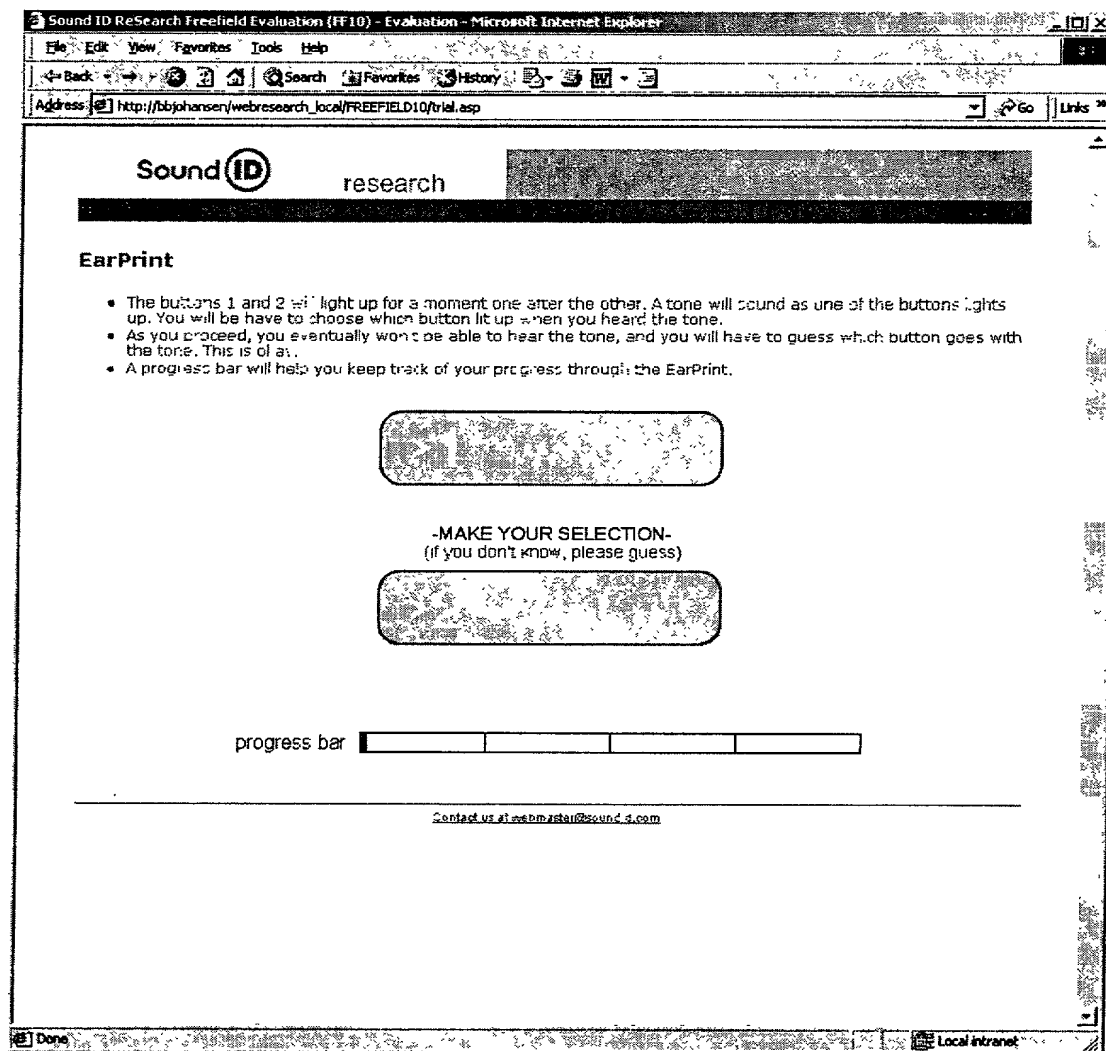 Sound ID ReSearch Freefield Evaluation (FF10) - Evaluation - Microsoft Internet Explorer
File Edit View Favorites Tools Help
Back Search Favorites History
Address http://bbjohansen/webresearch_local/FREEFIELD10/trial.asp Go Links »
Sound ID research
EarPrint
• The buttons 1 and 2 will light up for a moment one after the other. A tone will sound as one of the buttons lights
up. You will be have to choose which button lit up when you heard the tone.
• As you proceed, you eventually won't be able to hear the tone, and you will have to guess which button goes with
the tone. This is okay.
• A progress bar will help you keep track of your progress through the EarPrint.
-MAKE YOUR SELECTION-
(if you don't know, please guess)
progress bar
Contact us at webmaster@soundid.com
Done Local intranet